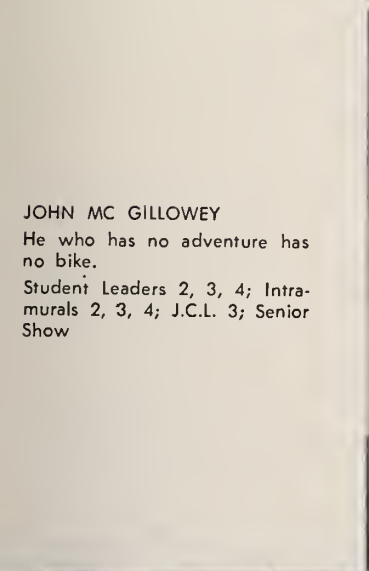 JOHN MC GILLOWEY
He who has no adventure has
no bike.
Student Leaders 2, 3, 4; Intra-
murals 2, 3, 4; J.C.L. 3; Senior
Show